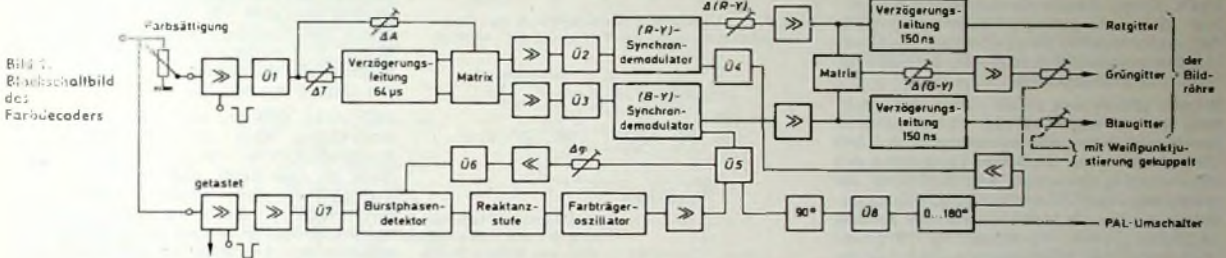 Bild 1.
Blockschaltbild
des
Farbdecoders
Farbsättigung
≫
Ü1
ΔA
ΔT
Verzögerungs-
leitung
64 µs
Matrix
≫
Ü2
≫
Ü3
(R-Y)-
Synchron-
demodulator
(B-Y)-
Synchron-
demodulator
Δ(R-Y)
≫
Ü4
≫
Matrix
Verzögerungs-
leitung
150 ns
Δ(G-Y)
≫
Verzögerungs-
leitung
150 ns
Rotgitter
Grüngitter
Blaugitter
der
Bild-
röhre
mit Weißpunktju-
stierung gekuppelt
getastet
≫
≫
Ü7
Burstphasen-
detektor
Reaktanz-
stufe
Farbträger-
oszillator
≫
Ü6
≪
Δφ
Ü5
90°
Ü8
0...180°
≪
PAL-Umschalter